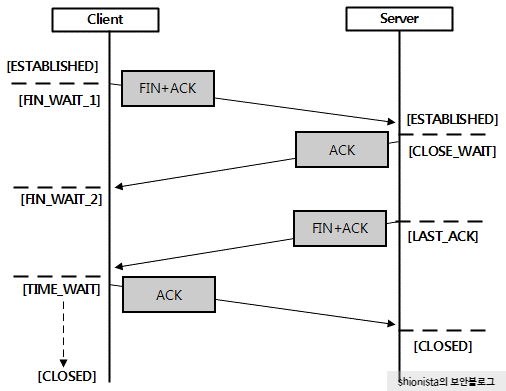 Client
Server
[ESTABLISHED]
FIN+ACK
[FIN_WAIT_1]
[ESTABLISHED]
ACK
[CLOSE_WAIT]
[FIN_WAIT_2]
FIN+ACK
[LAST_ACK]
[TIME_WAIT]
ACK
[CLOSED]
[CLOSED]
shionista의 보안블로그